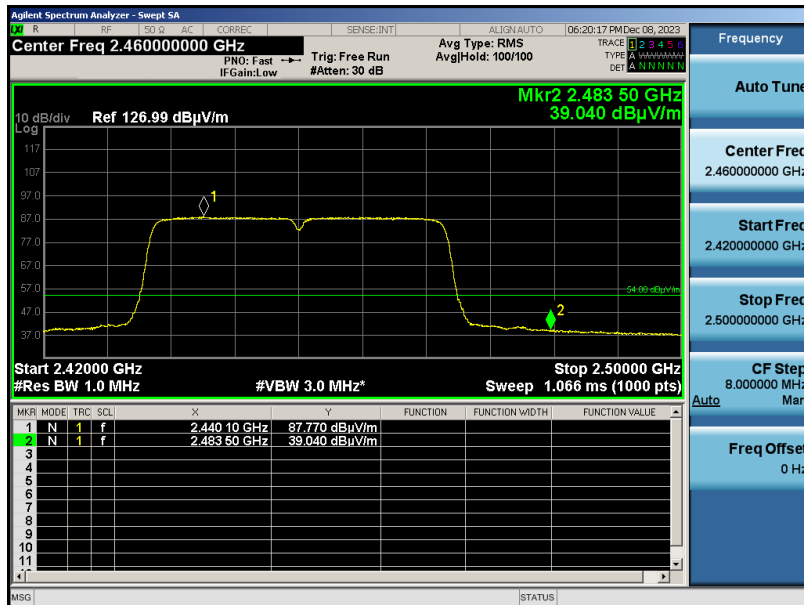 Agilent Spectrum Analyzer - Swept SA
LXI R RF 50 Ω AC CORREC SENSE:INT ALIGN AUTO 06:20:17 PM Dec 08, 2023
Center Freq 2.460000000 GHz
PNO: Fast
IFGain:Low
Trig: Free Run
#Atten: 30 dB
Avg Type: RMS
Avg|Hold: 100/100
TRACE 1 2 3 4 5 6
TYPE A WWWWW
DET A N N N N N
Mkr2 2.483 50 GHz
39.040 dBµV/m
10 dB/div Ref 126.99 dBµV/m
Log
117
107
97.0
87.0
77.0
67.0
57.0
47.0
37.0
1
54.00 dBµV/m
2
Start 2.42000 GHz Stop 2.50000 GHz
#Res BW 1.0 MHz #VBW 3.0 MHz* Sweep 1.066 ms (1000 pts)
MKR MODE TRC SCL X Y FUNCTION FUNCTION WIDTH FUNCTION VALUE
1 N 1 f 2.440 10 GHz 87.770 dBµV/m
2 N 1 f 2.483 50 GHz 39.040 dBµV/m
3
4
5
6
7
8
9
10
11
MSG STATUS
Frequency
Auto Tune
Center Freq
2.460000000 GHz
Start Freq
2.420000000 GHz
Stop Freq
2.500000000 GHz
CF Step
8.000000 MHz
Auto Man
Freq Offset
0 Hz